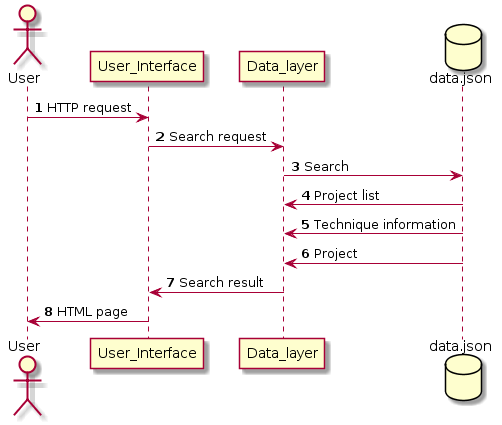 User
User_Interface
Data_layer
data.json
1 HTTP request
2 Search request
3 Search
4 Project list
5 Technique information
6 Project
7 Search result
8 HTML page
User
User_Interface
Data_layer
data.json